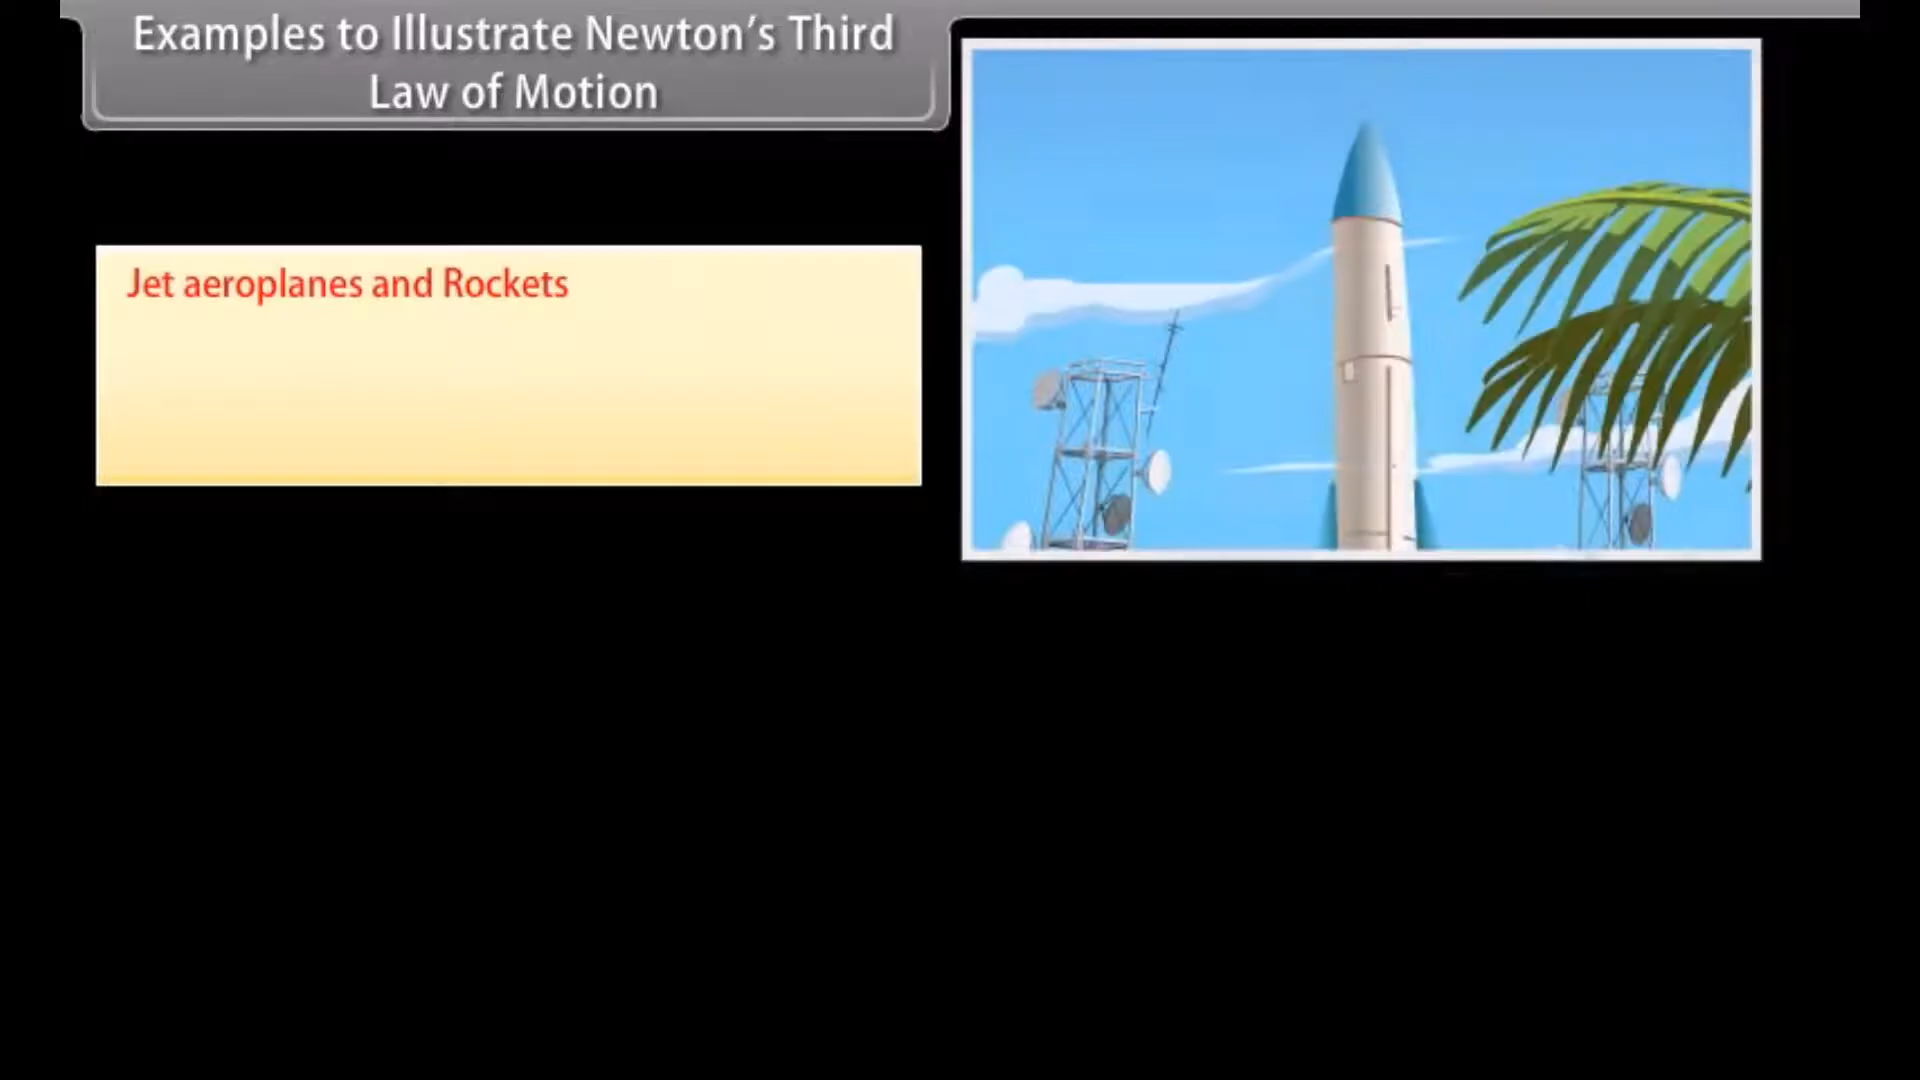 Examples to Illustrate Newton’s Third
Law of Motion
Jet aeroplanes and Rockets